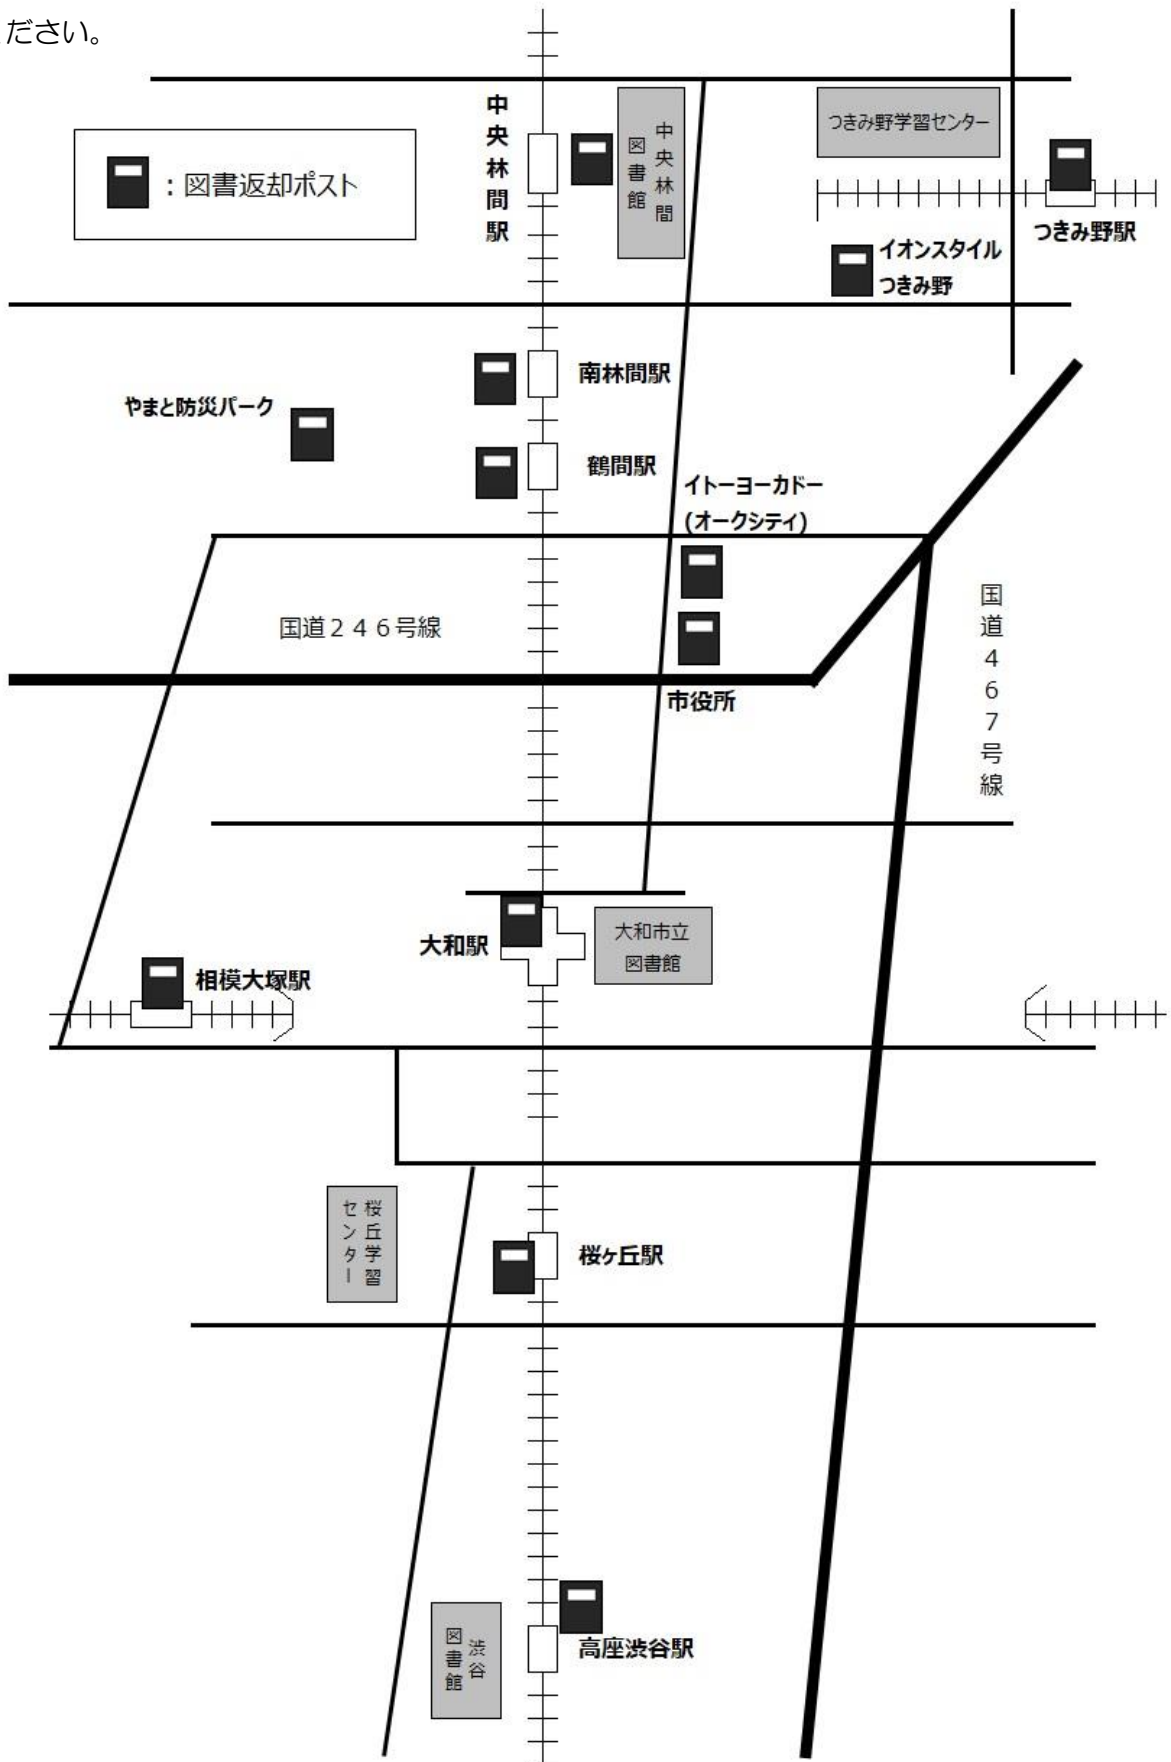 ださい。
中央林間駅
中央林間
図書館
つきみ野学習センター
：図書返却ポスト
つきみ野駅
イオンスタイル
つきみ野
南林間駅
やまと防災パーク
鶴間駅
イトーヨーカドー
(オークシティ)
国道２４６号線
国道４６７号線
市役所
大和駅
大和市立
図書館
相模大塚駅
桜丘学習
センター
桜ヶ丘駅
渋谷
図書館
高座渋谷駅